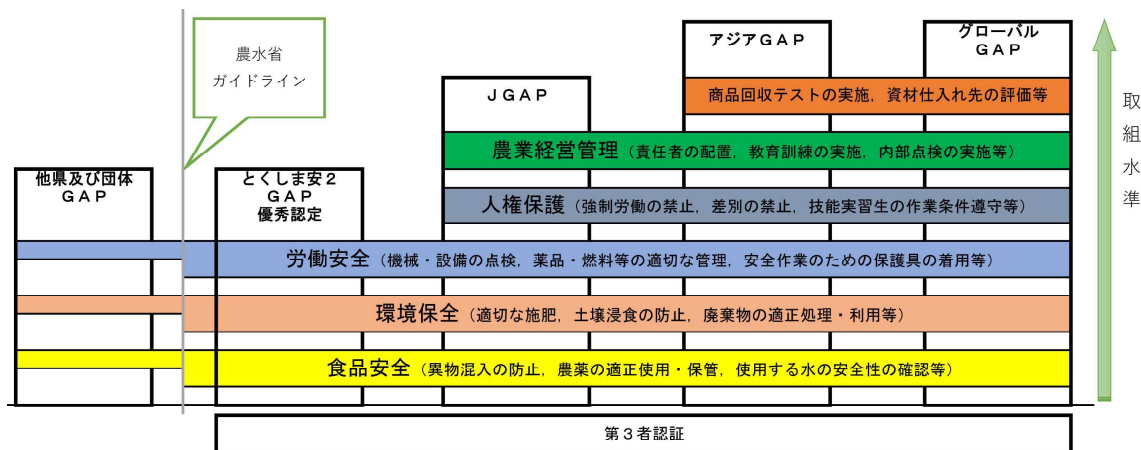 農水省
ガイドライン
アジアＧＡＰ
グローバル
ＧＡＰ
ＪＧＡＰ
商品回収テストの実施，資材仕入れ先の評価等
農業経営管理（責任者の配置，教育訓練の実施，内部点検の実施等）
他県及び団体
ＧＡＰ
とくしま安２
ＧＡＰ
優秀認定
人権保護（強制労働の禁止，差別の禁止，技能実習生の作業条件遵守等）
労働安全（機械・設備の点検，薬品・燃料等の適切な管理，安全作業のための保護具の着用等）
環境保全（適切な施肥，土壌浸食の防止，廃棄物の適正処理・利用等）
食品安全（異物混入の防止，農薬の適正使用・保管，使用する水の安全性の確認等）
第３者認証
取組水準